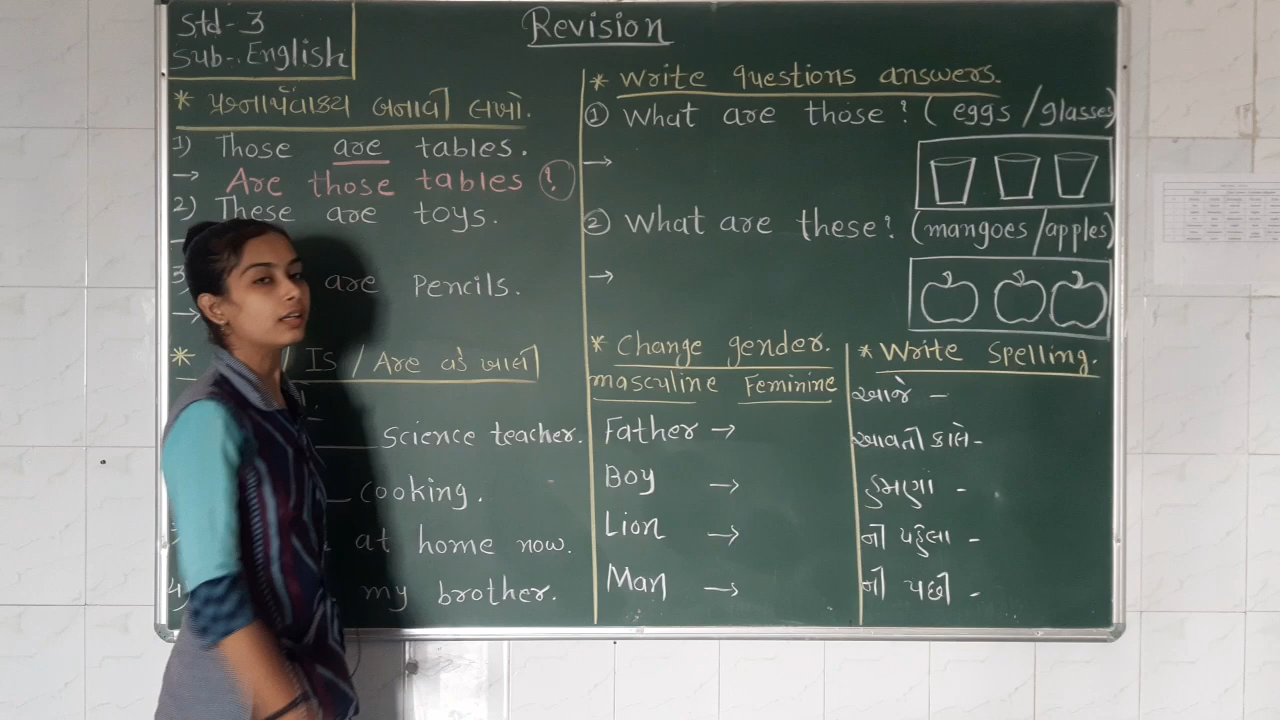 Std-3
Sub-. English
Revision
* પ્રશ્નાર્થવાક્ય બનાવી લખો.
1) Those are tables.
→ Are those tables ?
2) These are toys.
3
are Pencils.
→
* / Is / Are વડે ખાલી
Science teacher.
cooking.
at home now.
4) my brother.
* Write questions answers.
① What are those? (eggs/glasses)
→
② What are these? (mangoes/apples)
→
* Change gender.
masculine Feminine
Father →
Boy →
Lion →
Man →
* Write Spelling.
આજે -
આવતી કાલે-
હમણા -
ની પહેલા -
ની પછી -